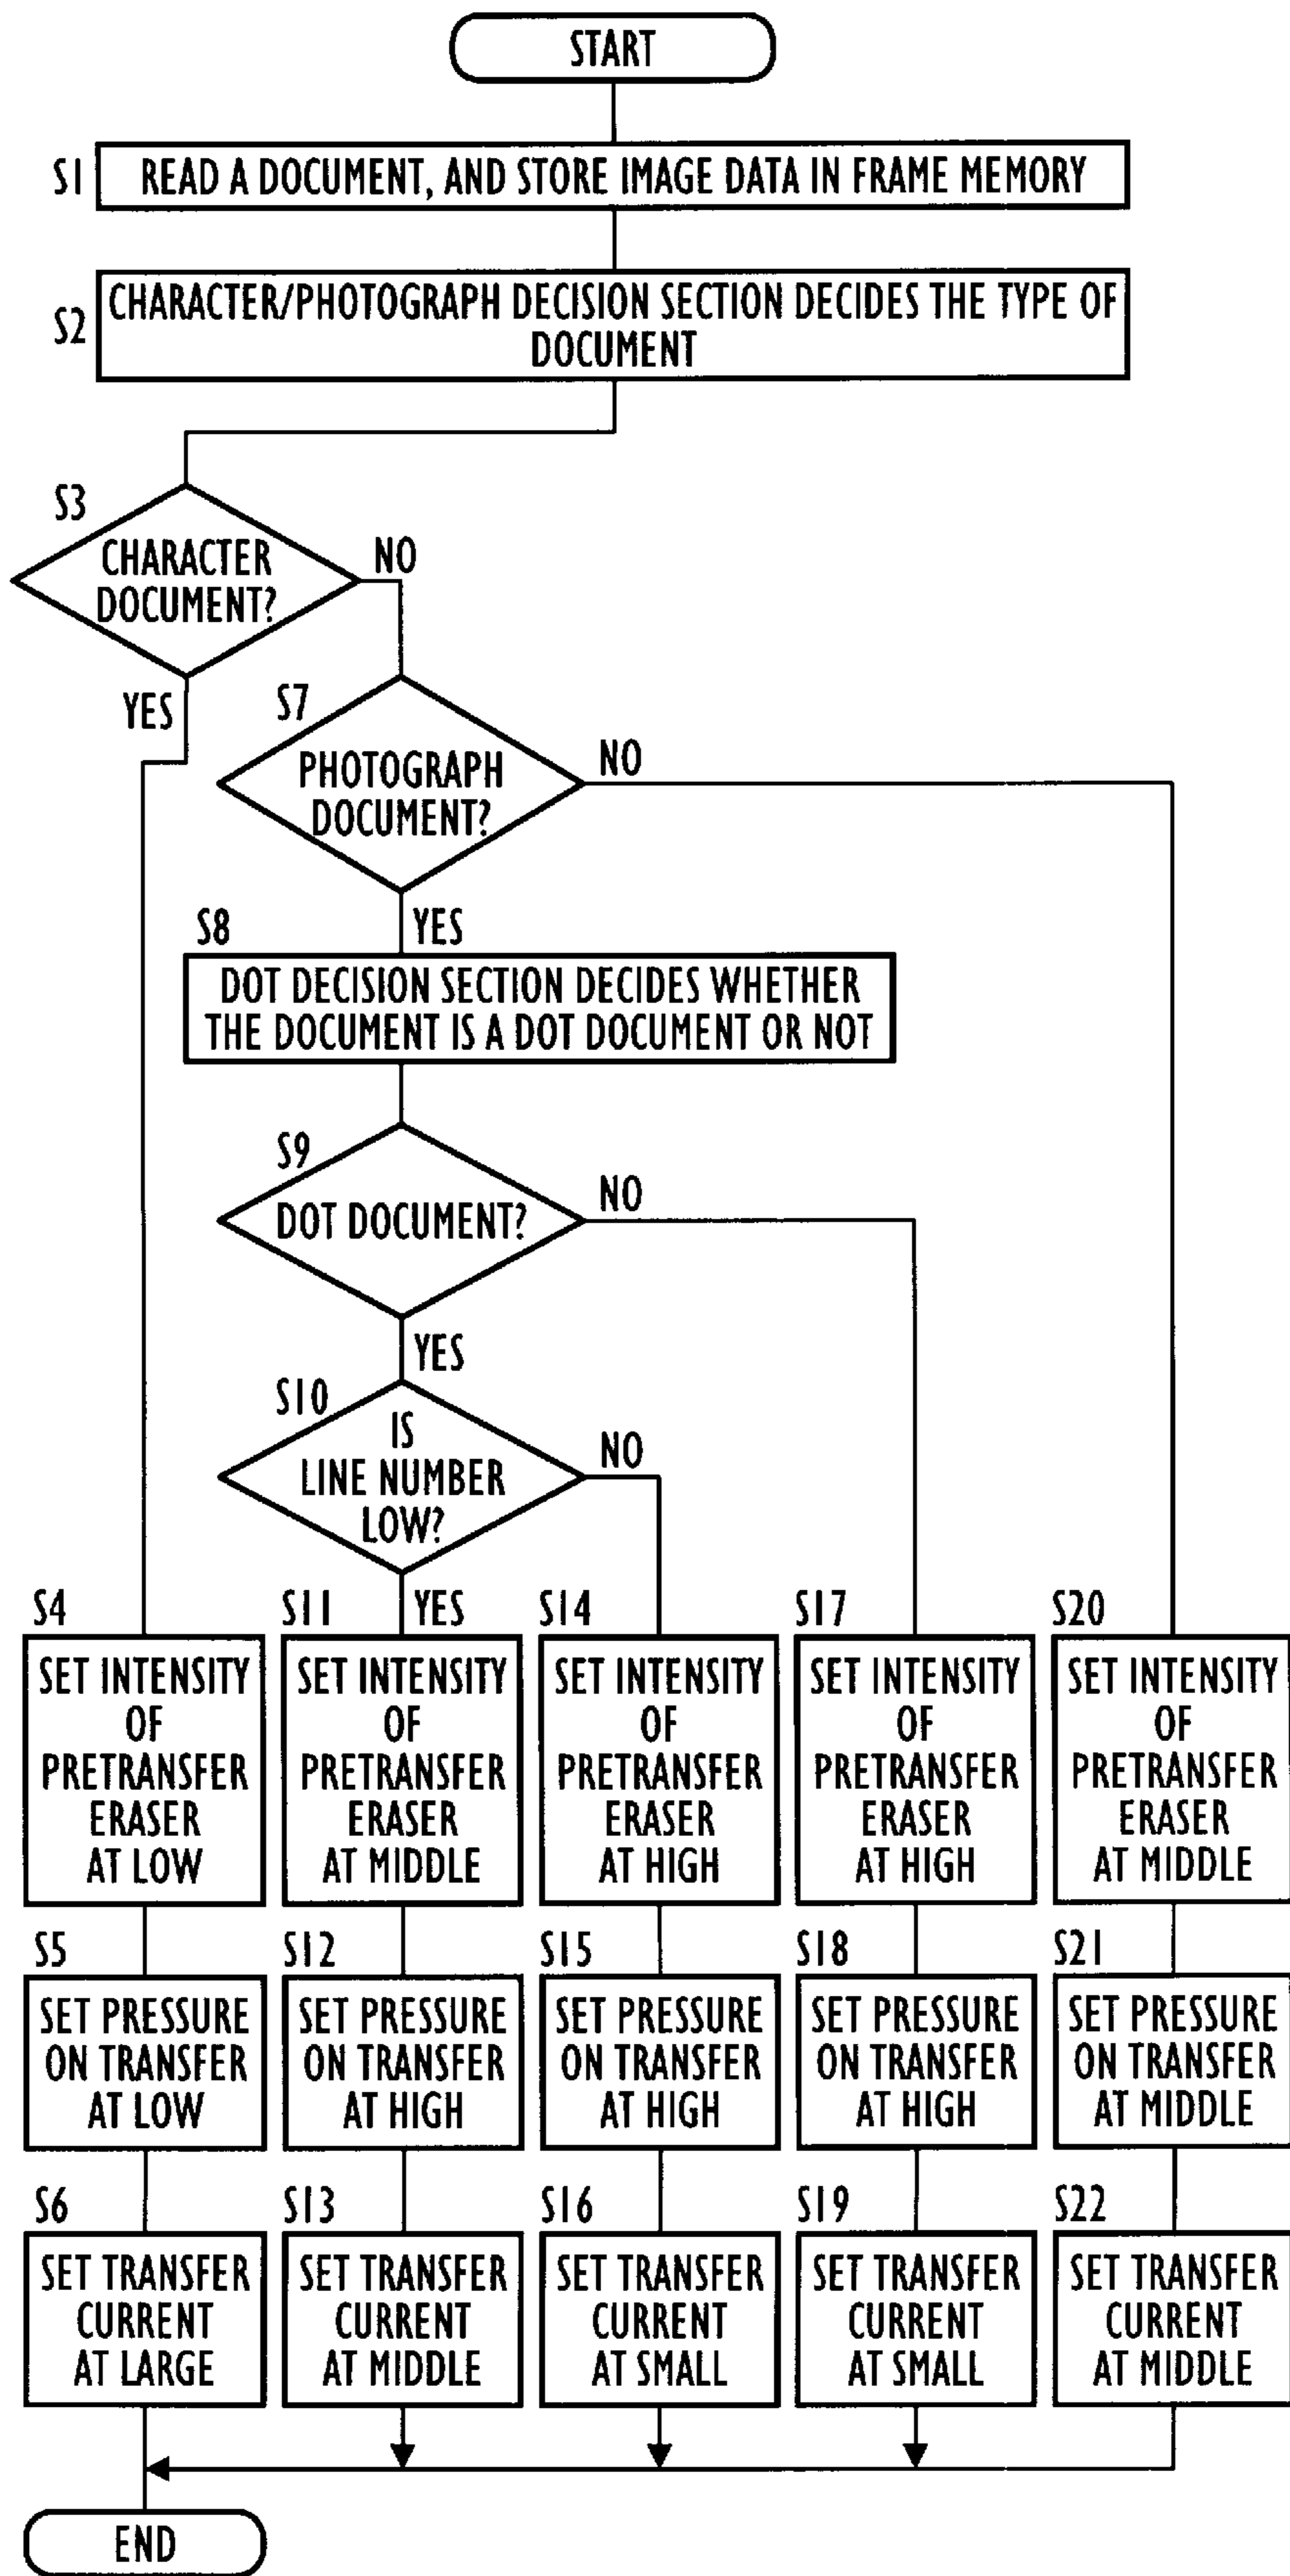 START
S1
READ A DOCUMENT, AND STORE IMAGE DATA IN FRAME MEMORY
S2
CHARACTER/PHOTOGRAPH DECISION SECTION DECIDES THE TYPE OF
DOCUMENT
S3
CHARACTER
DOCUMENT?
NO
YES
S7
PHOTOGRAPH
DOCUMENT?
NO
YES
S8
DOT DECISION SECTION DECIDES WHETHER
THE DOCUMENT IS A DOT DOCUMENT OR NOT
S9
DOT DOCUMENT?
NO
YES
S10
IS
LINE NUMBER
LOW?
NO
YES
S4
SET INTENSITY
OF
PRETRANSFER
ERASER
AT LOW
S5
SET PRESSURE
ON TRANSFER
AT LOW
S6
SET TRANSFER
CURRENT
AT LARGE
S11
SET INTENSITY
OF
PRETRANSFER
ERASER
AT MIDDLE
S12
SET PRESSURE
ON TRANSFER
AT HIGH
S13
SET TRANSFER
CURRENT
AT MIDDLE
S14
SET INTENSITY
OF
PRETRANSFER
ERASER
AT HIGH
S15
SET PRESSURE
ON TRANSFER
AT HIGH
S16
SET TRANSFER
CURRENT
AT SMALL
S17
SET INTENSITY
OF
PRETRANSFER
ERASER
AT HIGH
S18
SET PRESSURE
ON TRANSFER
AT HIGH
S19
SET TRANSFER
CURRENT
AT SMALL
S20
SET INTENSITY
OF
PRETRANSFER
ERASER
AT MIDDLE
S21
SET PRESSURE
ON TRANSFER
AT MIDDLE
S22
SET TRANSFER
CURRENT
AT MIDDLE
END